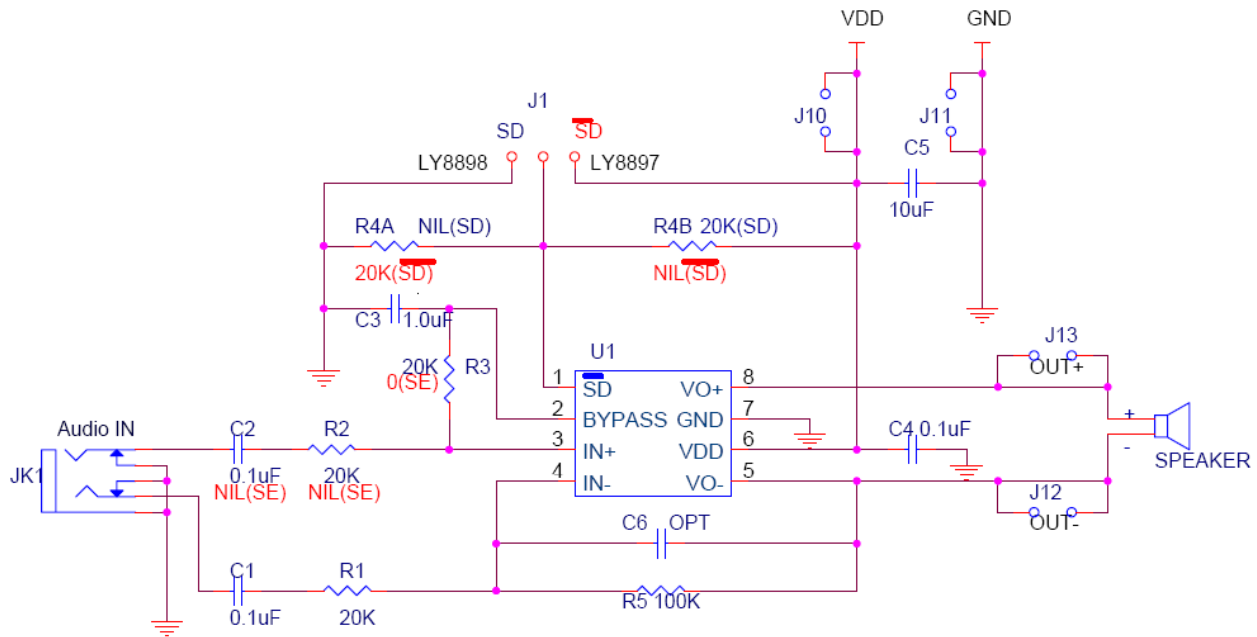 VDD GND
J1 J10 J11
SD SD
LY8898 LY8897 C5
10uF
R4A NIL(SD) R4B 20K(SD)
20K(SD) NIL(SD)
C3 1.0uF
U1 J13
20K R3 OUT+
0(SE)
1 SD VO+ 8
2 BYPASS GND 7
+
Audio IN C2 R2 3 IN+ VDD 6 C4 0.1uF
-
SPEAKER
JK1 0.1uF 20K 4 IN- VO- 5
NIL(SE) NIL(SE) J12
C6 OPT OUT-
C1 R1
R5 100K
0.1uF 20K